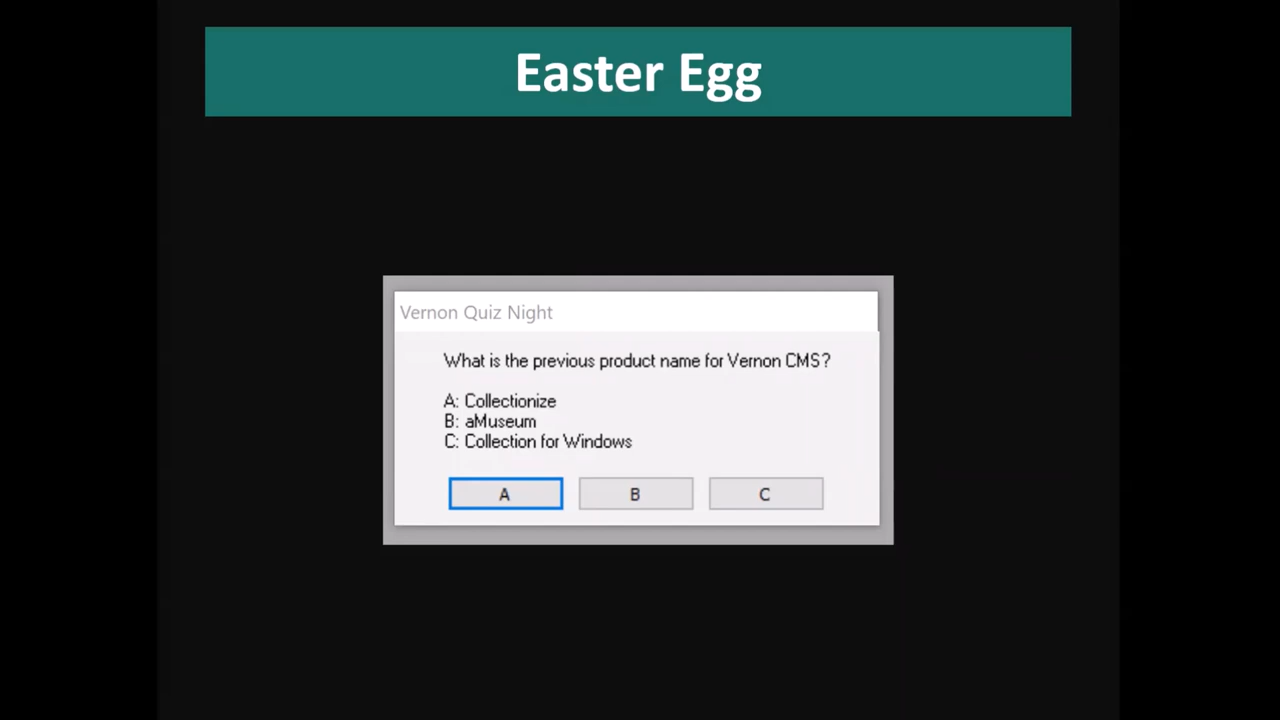 Easter Egg
Vernon Quiz Night
What is the previous product name for Vernon CMS?
A: Collectionize
B: aMuseum
C: Collection for Windows
A B C